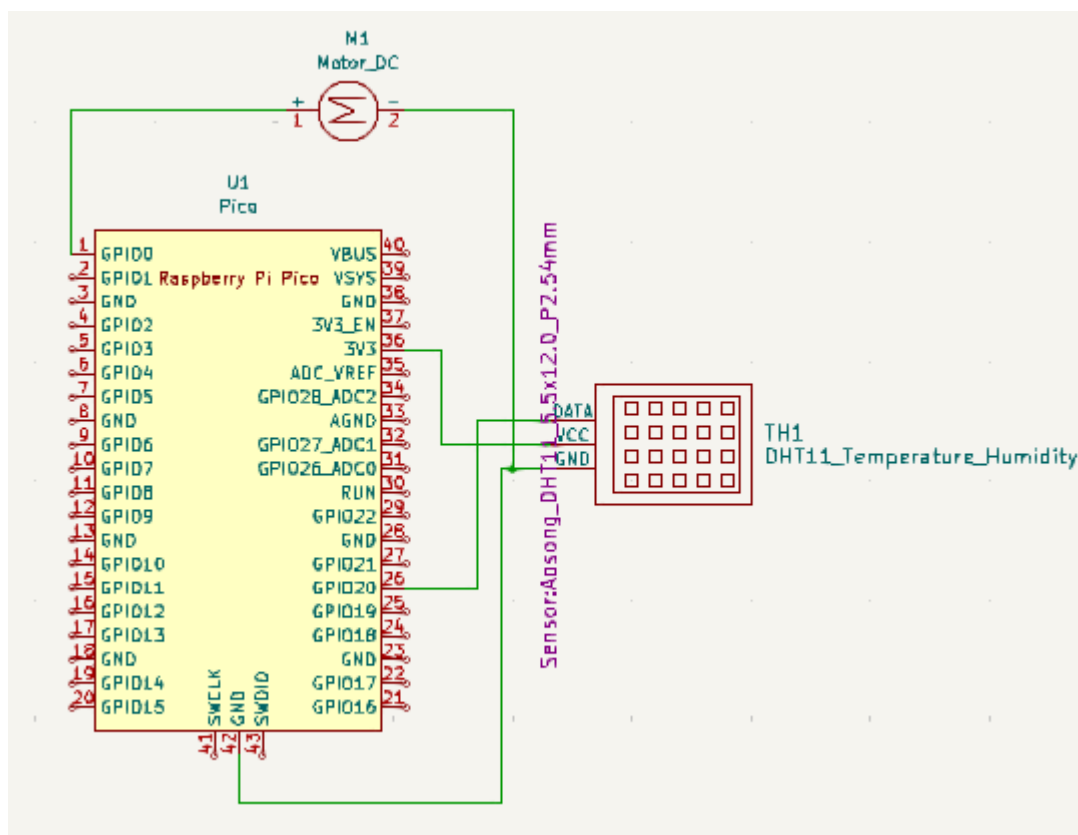 M1
Motor_DC
+ -
1 2
U1
Pico
1 GPIO0 VBUS 40
2 GPIO1 Raspberry Pi Pico VSYS 39
3 GND GND 38
4 GPIO2 3V3_EN 37
5 GPIO3 3V3 36
6 GPIO4 ADC_VREF 35
7 GPIO5 GPIO28_ADC2 34
8 GND AGND 33
9 GPIO6 GPIO27_ADC1 32
10 GPIO7 GPIO26_ADC0 31
11 GPIO8 RUN 30
12 GPIO9 GPIO22 29
13 GND GND 28
14 GPIO10 GPIO21 27
15 GPIO11 GPIO20 26
16 GPIO12 GPIO19 25
17 GPIO13 GPIO18 24
18 GND GND 23
19 GPIO14 GPIO17 22
20 GPIO15 GPIO16 21
SWCLK
GND
SWDIO
41
42
43
DATA
VCC
GND
TH1
DHT11_Temperature_Humidity